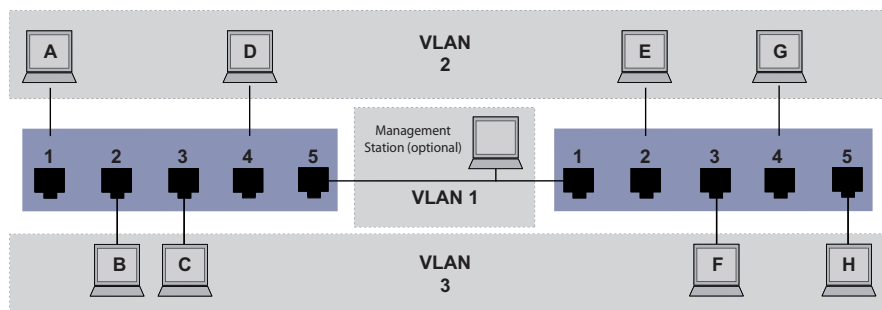 VLAN
2
A
D
E
G
1
2
3
4
5
Management
Station (optional)
VLAN 1
1
2
3
4
5
B
C
F
H
VLAN
3